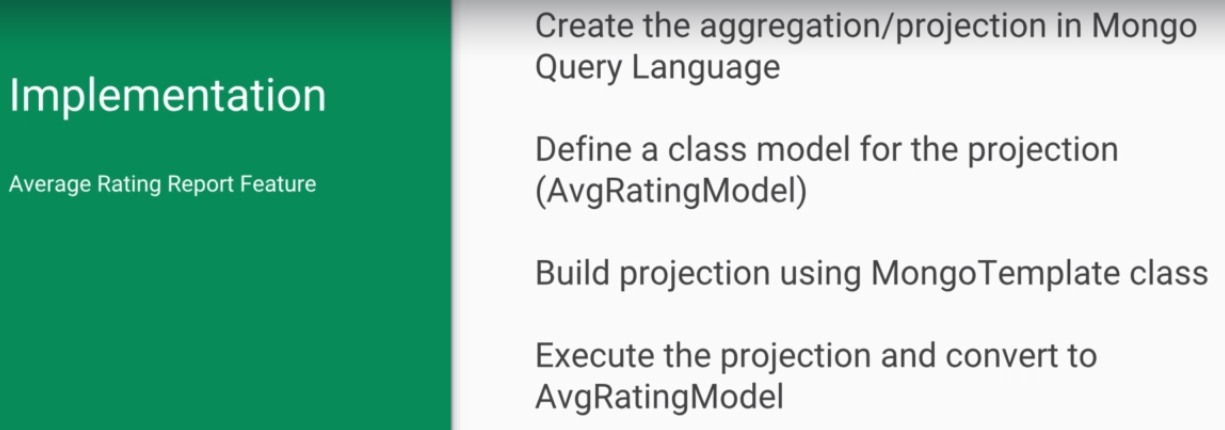 Implementation
Average Rating Report Feature
Create the aggregation/projection in Mongo
Query Language
Define a class model for the projection
(AvgRatingModel)
Build projection using MongoTemplate class
Execute the projection and convert to
AvgRatingModel